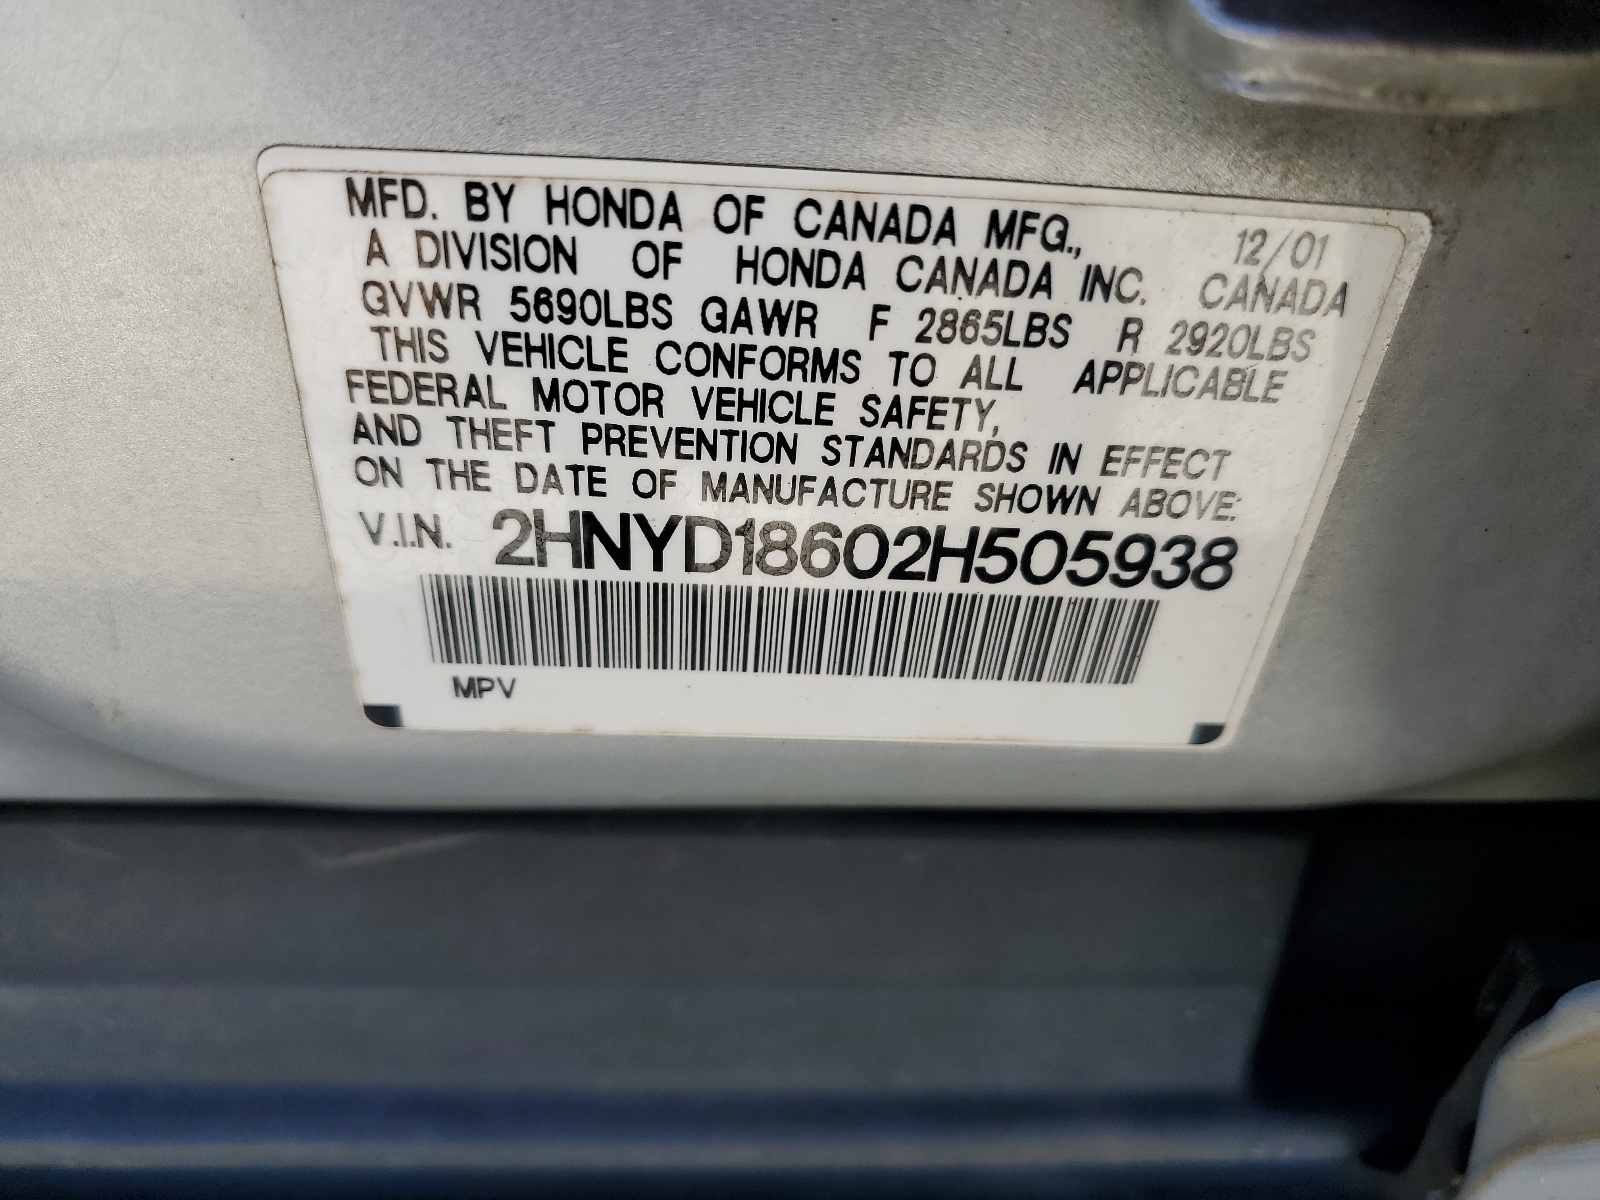 MFD. BY HONDA OF CANADA MFG., 12/01
A DIVISION OF HONDA CANADA INC. CANADA
GVWR 5690LBS GAWR F 2865LBS R 2920LBS
THIS VEHICLE CONFORMS TO ALL APPLICABLE
FEDERAL MOTOR VEHICLE SAFETY,
AND THEFT PREVENTION STANDARDS IN EFFECT
ON THE DATE OF MANUFACTURE SHOWN ABOVE:
V.I.N. 2HNYD18602H505938
MPV